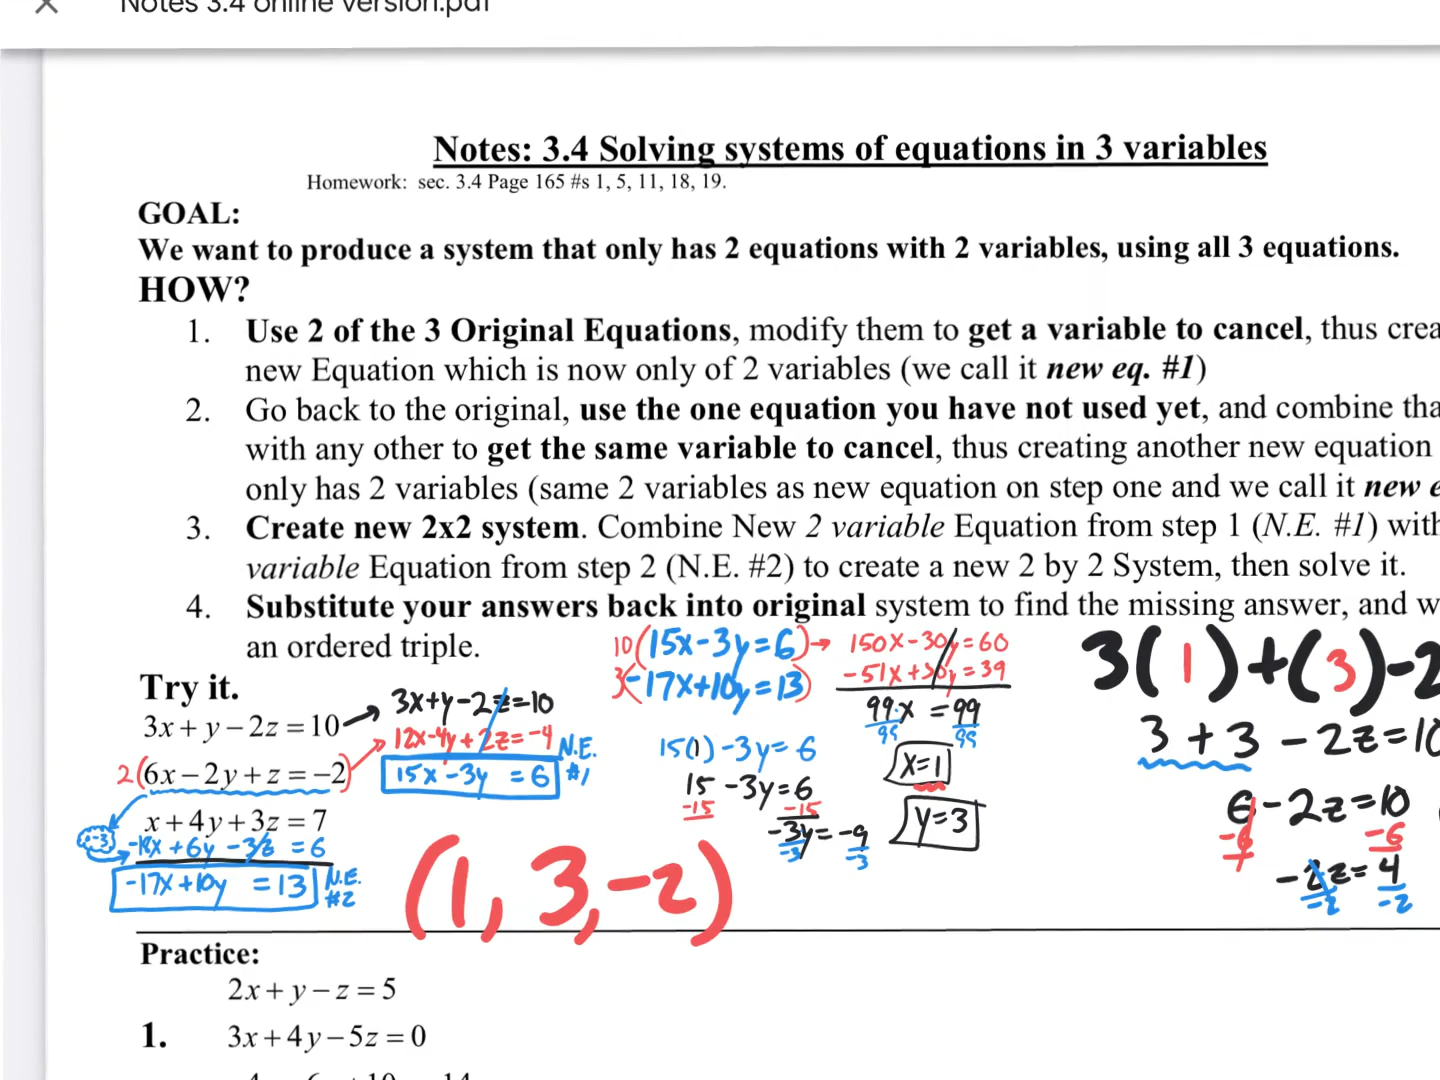 Notes 3.4 online version.pdf
Notes: 3.4 Solving systems of equations in 3 variables
Homework: sec. 3.4 Page 165 #s 1, 5, 11, 18, 19.
GOAL:
We want to produce a system that only has 2 equations with 2 variables, using all 3 equations.
HOW?
1. Use 2 of the 3 Original Equations, modify them to get a variable to cancel, thus crea
new Equation which is now only of 2 variables (we call it new eq. #1)
2. Go back to the original, use the one equation you have not used yet, and combine tha
with any other to get the same variable to cancel, thus creating another new equation
only has 2 variables (same 2 variables as new equation on step one and we call it new e
3. Create new 2x2 system. Combine New 2 variable Equation from step 1 (N.E. #1) with
variable Equation from step 2 (N.E. #2) to create a new 2 by 2 System, then solve it.
4. Substitute your answers back into original system to find the missing answer, and w
an ordered triple.
Try it.
3x + y − 2z = 10
2(6x − 2y + z = −2)
x + 4y + 3z = 7
(-3)
-18x + 6y - 3z = 6
-17x + 10y = 13 N.E. #2
3x + y - 2z = 10
12x - 4y + 2z = -4
15x - 3y = 6 N.E. #1
10(15x - 3y = 6)
3(-17x + 10y = 13)
150x - 30y = 60
-51x + 30y = 39
99x = 99
99 99
x = 1
15(1) - 3y = 6
15 - 3y = 6
-15 -15
-3y = -9
-3 -3
y = 3
3(1) + (3) - 2
3 + 3 - 2z = 10
6 - 2z = 10
-6 -6
-2z = 4
-2 -2
(1, 3, -2)
Practice:
1.
2x + y − z = 5
3x + 4y − 5z = 0